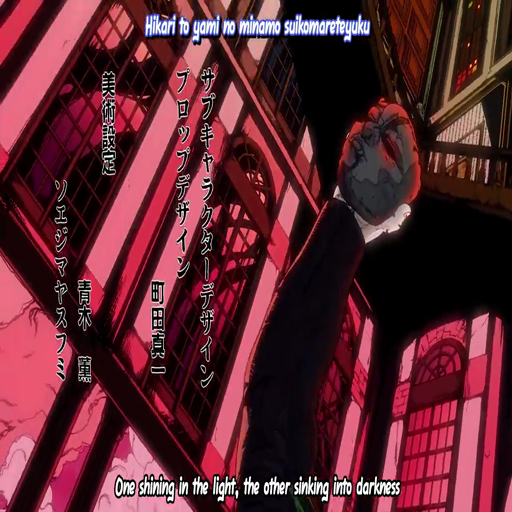 Hikari to yami no minamo suikomareteyuku
サブキャラクターデザイン
プロップデザイン
町田真一
美術設定
青木 薫
ソエジマヤスフミ
One shining in the light, the other sinking into darkness